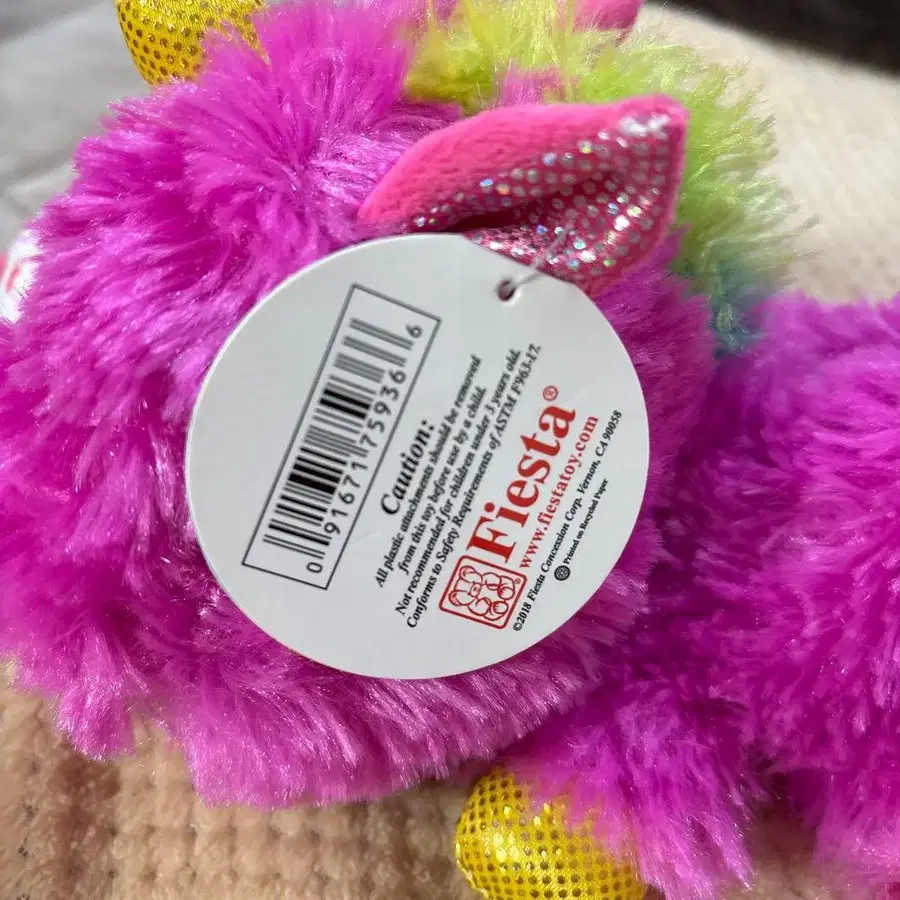 0 91671 75936 6
Caution:
All plastic attachments should be removed
from this toy before use by a child.
Not recommended for children under 3 years old.
Conforms to Safety Requirements of ASTM F963-17.
Fiesta®
www.fiestatoy.com
©2018 Fiesta Concession Corp. Vernon, CA 90058
Printed on Recycled Paper